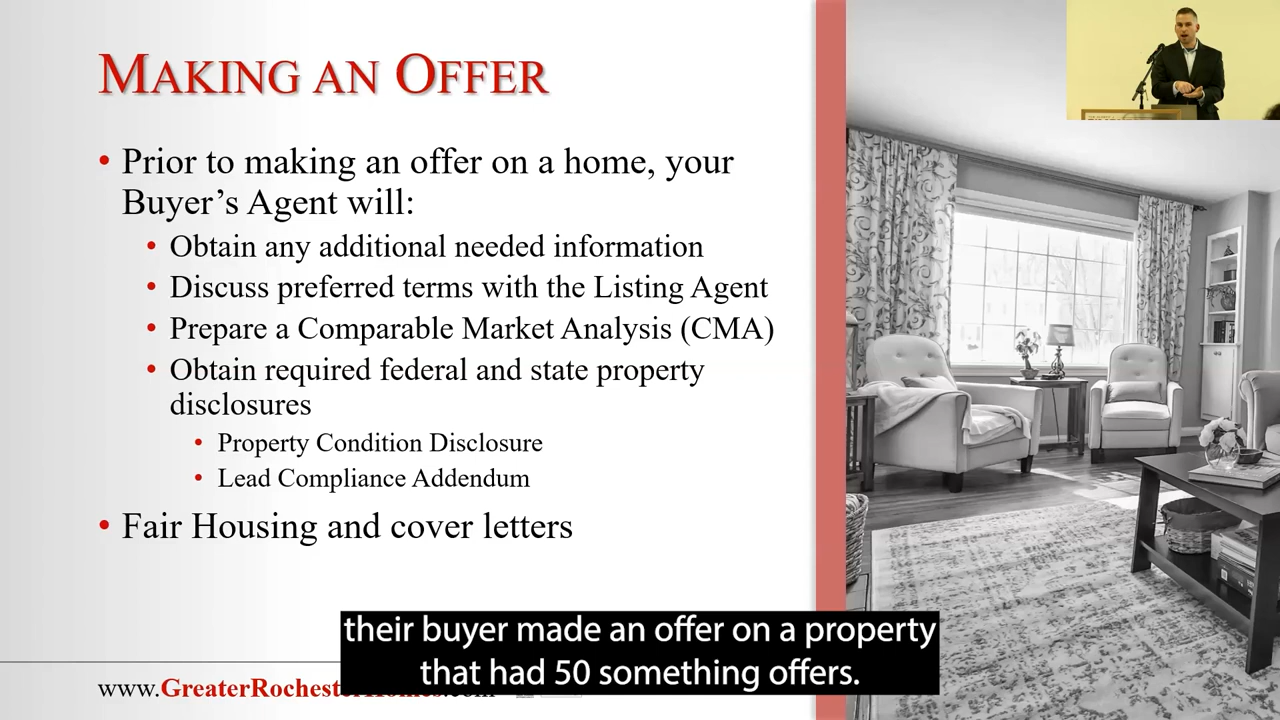 MAKING AN OFFER
• Prior to making an offer on a home, your
Buyer’s Agent will:
• Obtain any additional needed information
• Discuss preferred terms with the Listing Agent
• Prepare a Comparable Market Analysis (CMA)
• Obtain required federal and state property
disclosures
• Property Condition Disclosure
• Lead Compliance Addendum
• Fair Housing and cover letters
their buyer made an offer on a property
that had 50 something offers.
www.GreaterRochesterHomes.com